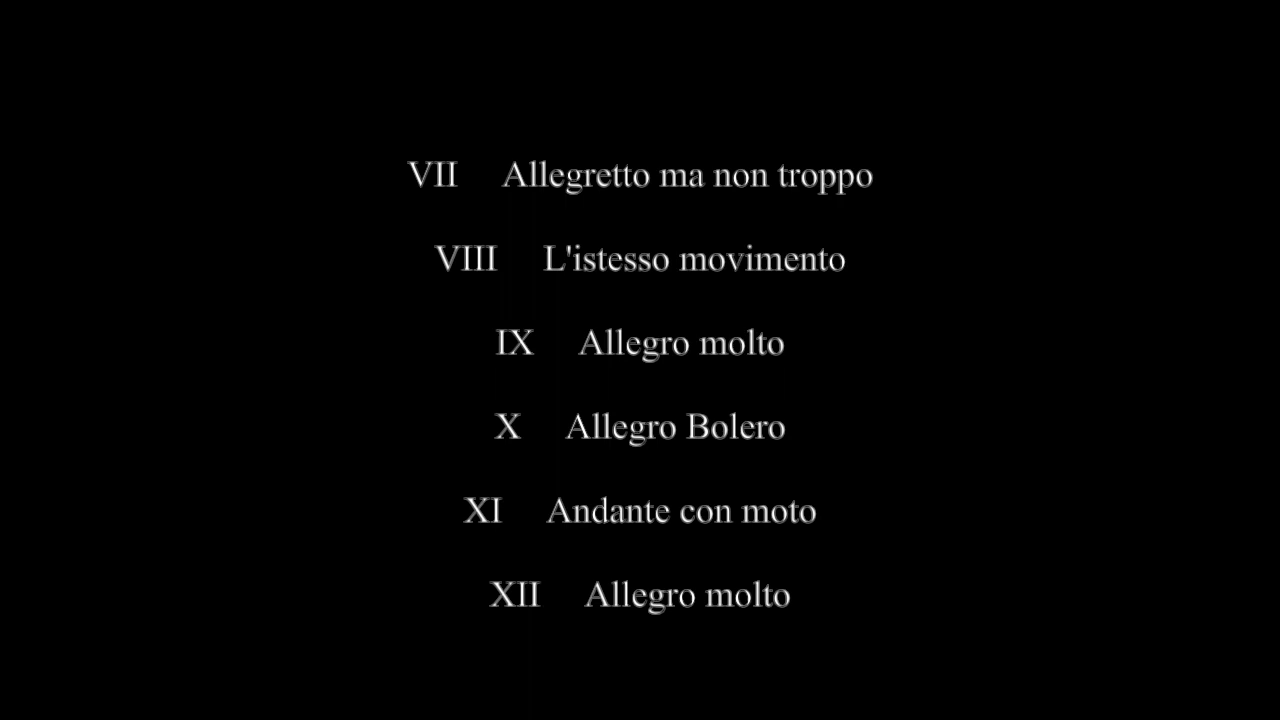 VII Allegretto ma non troppo
VIII L'istesso movimento
IX Allegro molto
X Allegro Bolero
XI Andante con moto
XII Allegro molto